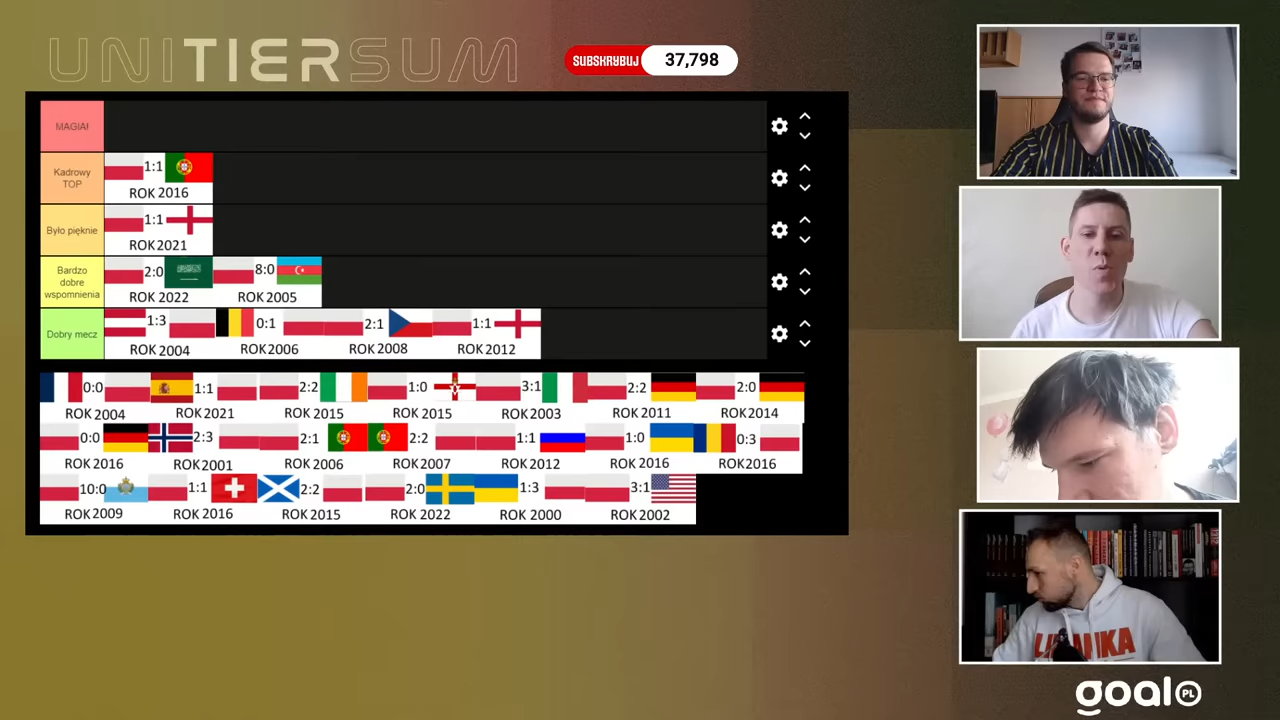 UNITIERSUM
SUBSKRYBUJ 37,798
MAGIA!
Kadrowy
TOP
1:1
ROK 2016
Było pięknie
1:1
ROK 2021
Bardzo
dobre
wspomnienia
2:0 8:0
ROK 2022 ROK 2005
Dobry mecz
1:3 0:1 2:1 1:1
ROK 2004 ROK 2006 ROK 2008 ROK 2012
0:0 1:1 2:2 1:0 3:1 2:2 2:0
ROK 2004 ROK 2021 ROK 2015 ROK 2015 ROK 2003 ROK 2011 ROK 2014
0:0 2:3 2:1 2:2 1:1 1:0 0:3
ROK 2016 ROK 2001 ROK 2006 ROK 2007 ROK 2012 ROK 2016 ROK 2016
10:0 1:1 2:2 2:0 1:3 3:1
ROK 2009 ROK 2016 ROK 2015 ROK 2022 ROK 2000 ROK 2002
goal PL